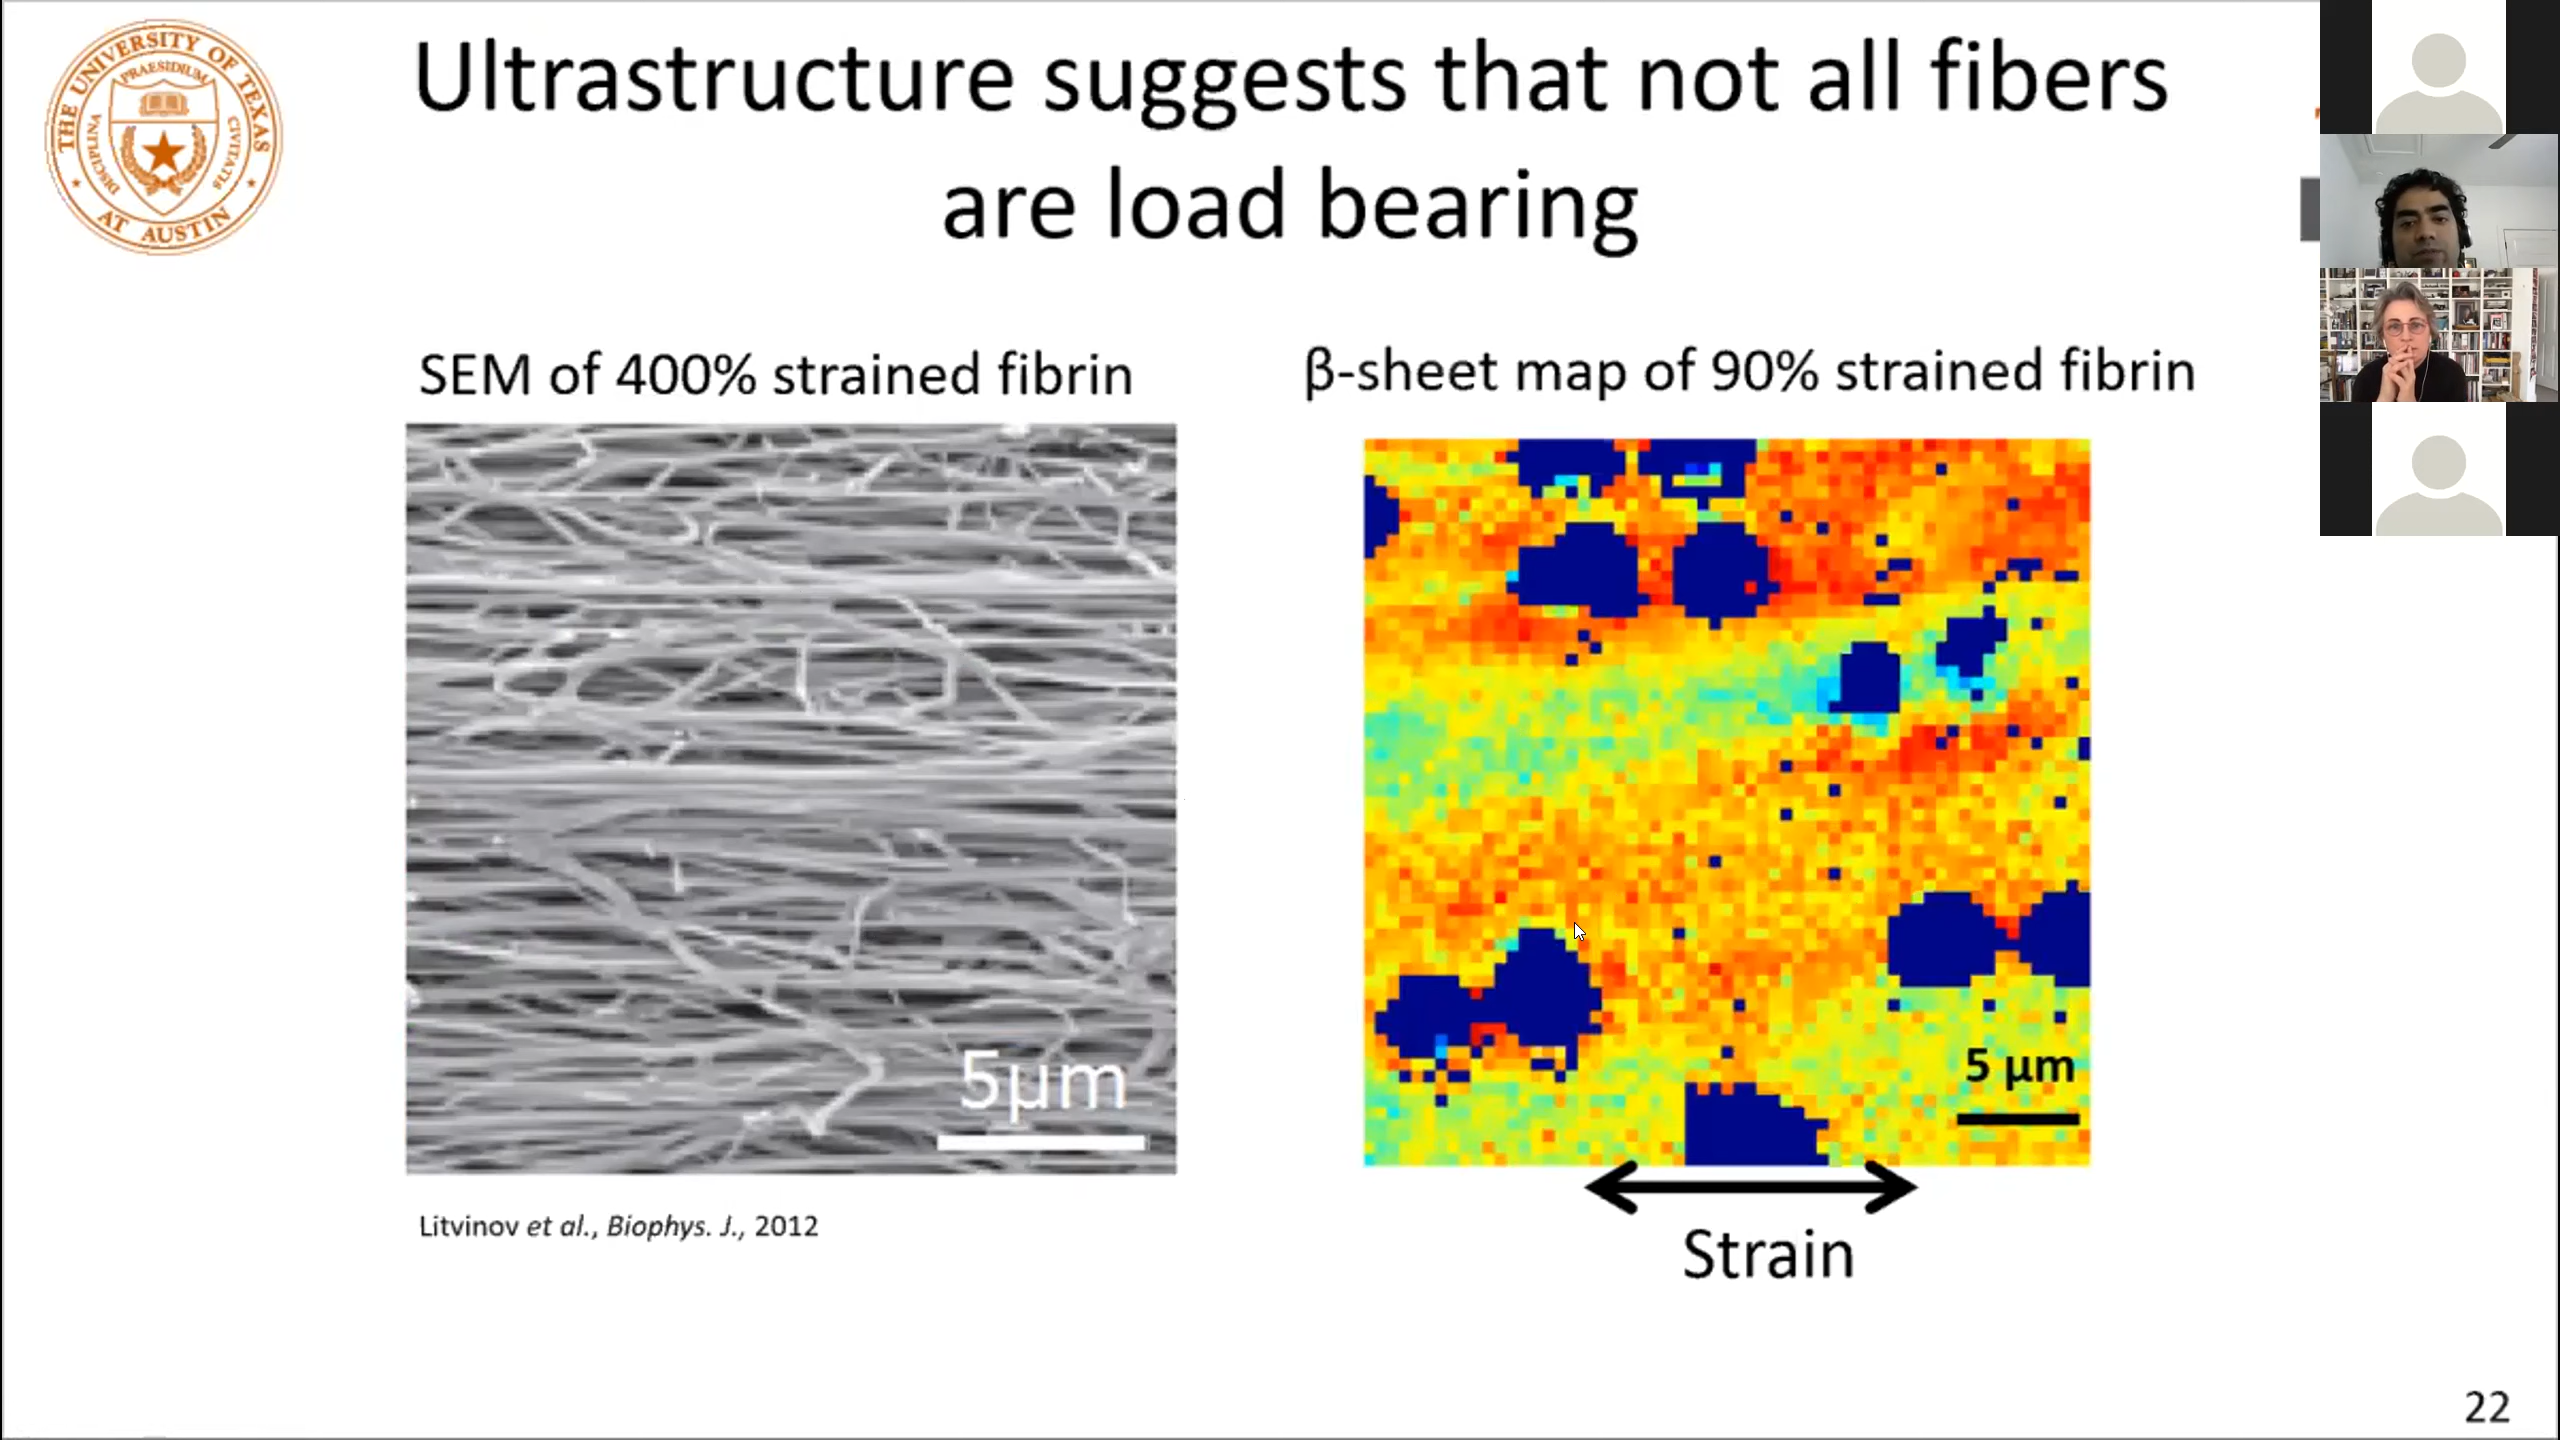 THE UNIVERSITY OF TEXAS
PRAESIDIUM
DISCIPLINA
CIVITATIS
AT AUSTIN
Ultrastructure suggests that not all fibers
are load bearing
SEM of 400% strained fibrin
β-sheet map of 90% strained fibrin
5μm
5 μm
Litvinov et al., Biophys. J., 2012
Strain
22